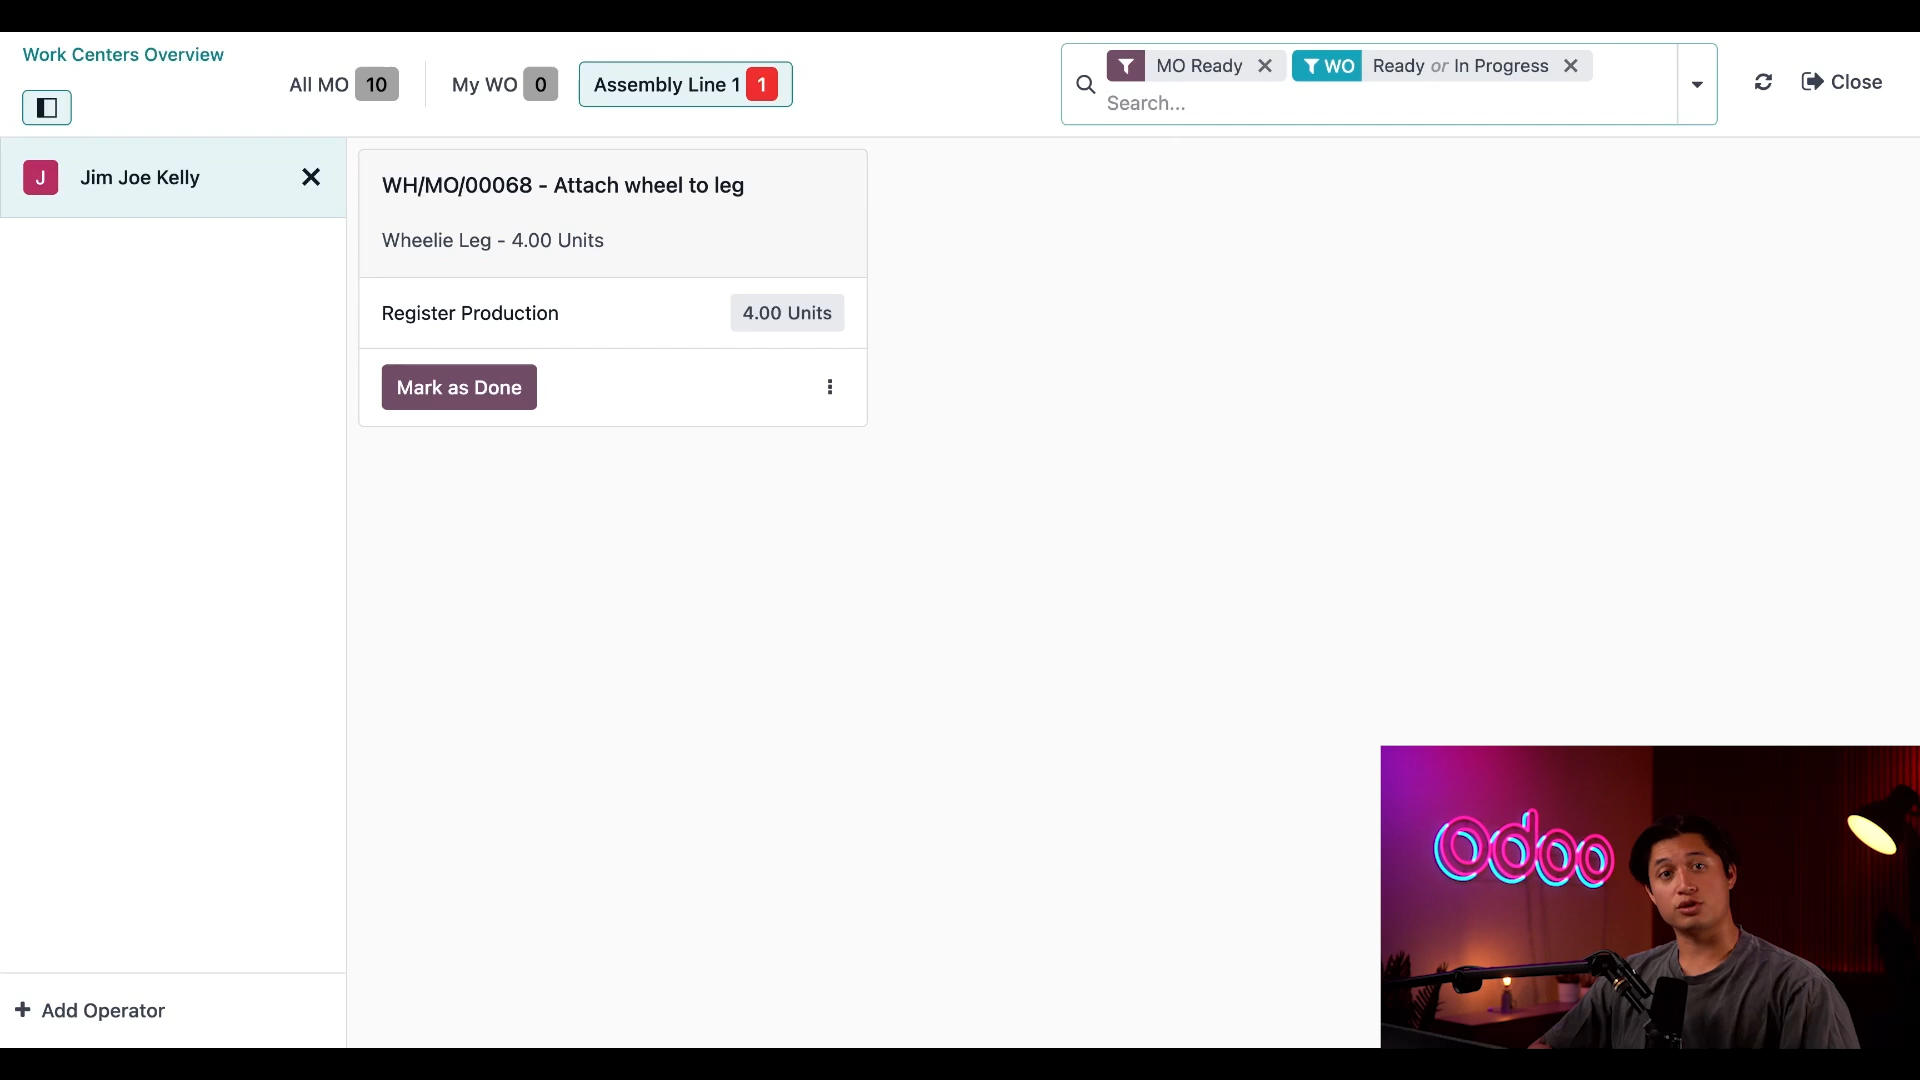 Work Centers Overview
All MO 10
My WO 0
Assembly Line 1 1
MO Ready
WO Ready or In Progress
Search...
Close
J Jim Joe Kelly
WH/MO/00068 - Attach wheel to leg
Wheelie Leg - 4.00 Units
Register Production 4.00 Units
Mark as Done
Add Operator
odoo